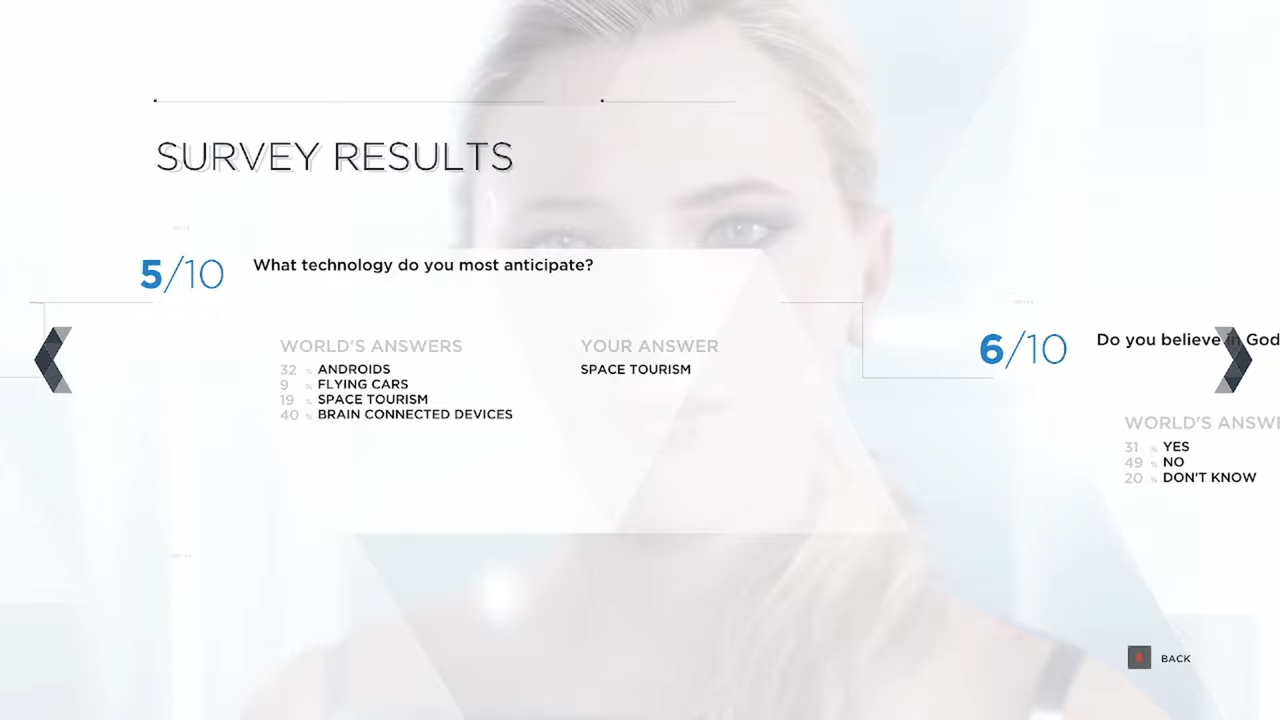 SURVEY RESULTS
5/10 What technology do you most anticipate?
WORLD'S ANSWERS
32 % ANDROIDS
9 % FLYING CARS
19 % SPACE TOURISM
40 % BRAIN CONNECTED DEVICES
YOUR ANSWER
SPACE TOURISM
6/10 Do you believe in God
WORLD'S
31 % YES
49 % NO
20 % DON'T KNOW
BACK